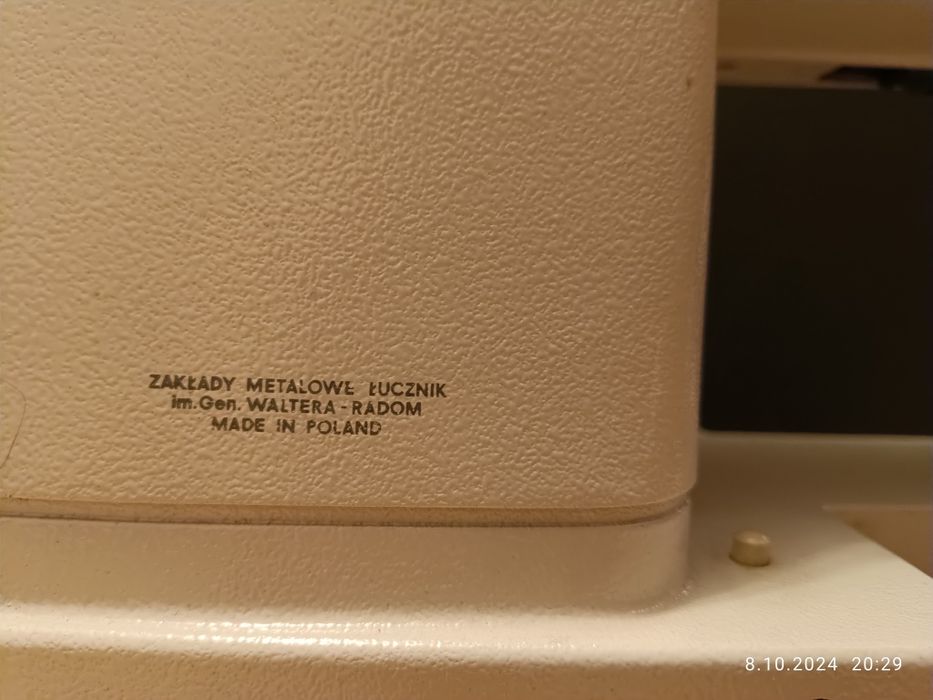 ZAKŁADY METALOWE ŁUCZNIK
im.Gen. WALTERA - RADOM
MADE IN POLAND
8.10.2024 20:29